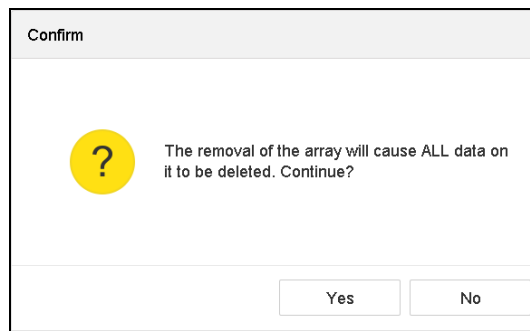 Confirm
?
The removal of the array will cause ALL data on
it to be deleted. Continue?
Yes
No